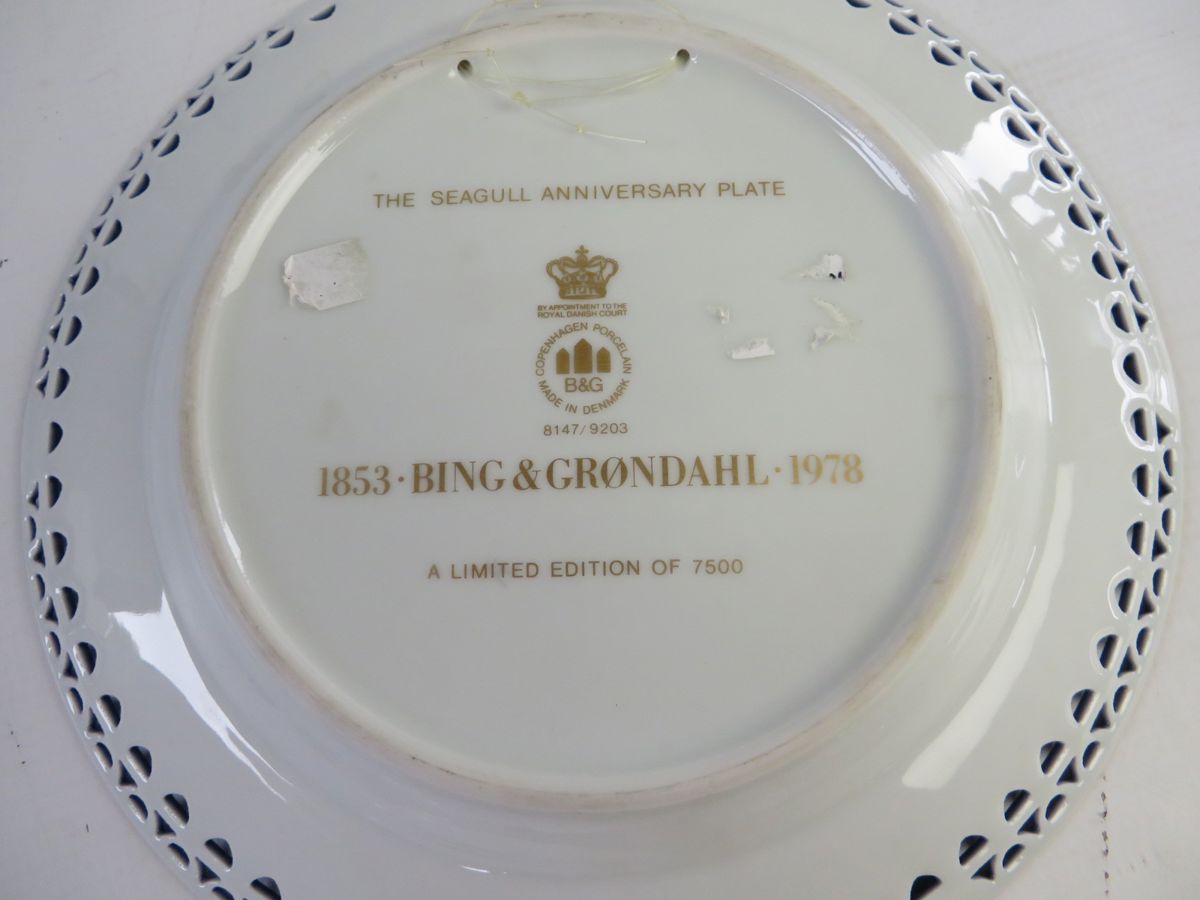 THE SEAGULL ANNIVERSARY PLATE
BY APPOINTMENT TO THE
ROYAL DANISH COURT
COPENHAGEN PORCELAIN
B&G
MADE IN DENMARK
8147/9203
1853 · BING & GRØNDAHL · 1978
A LIMITED EDITION OF 7500